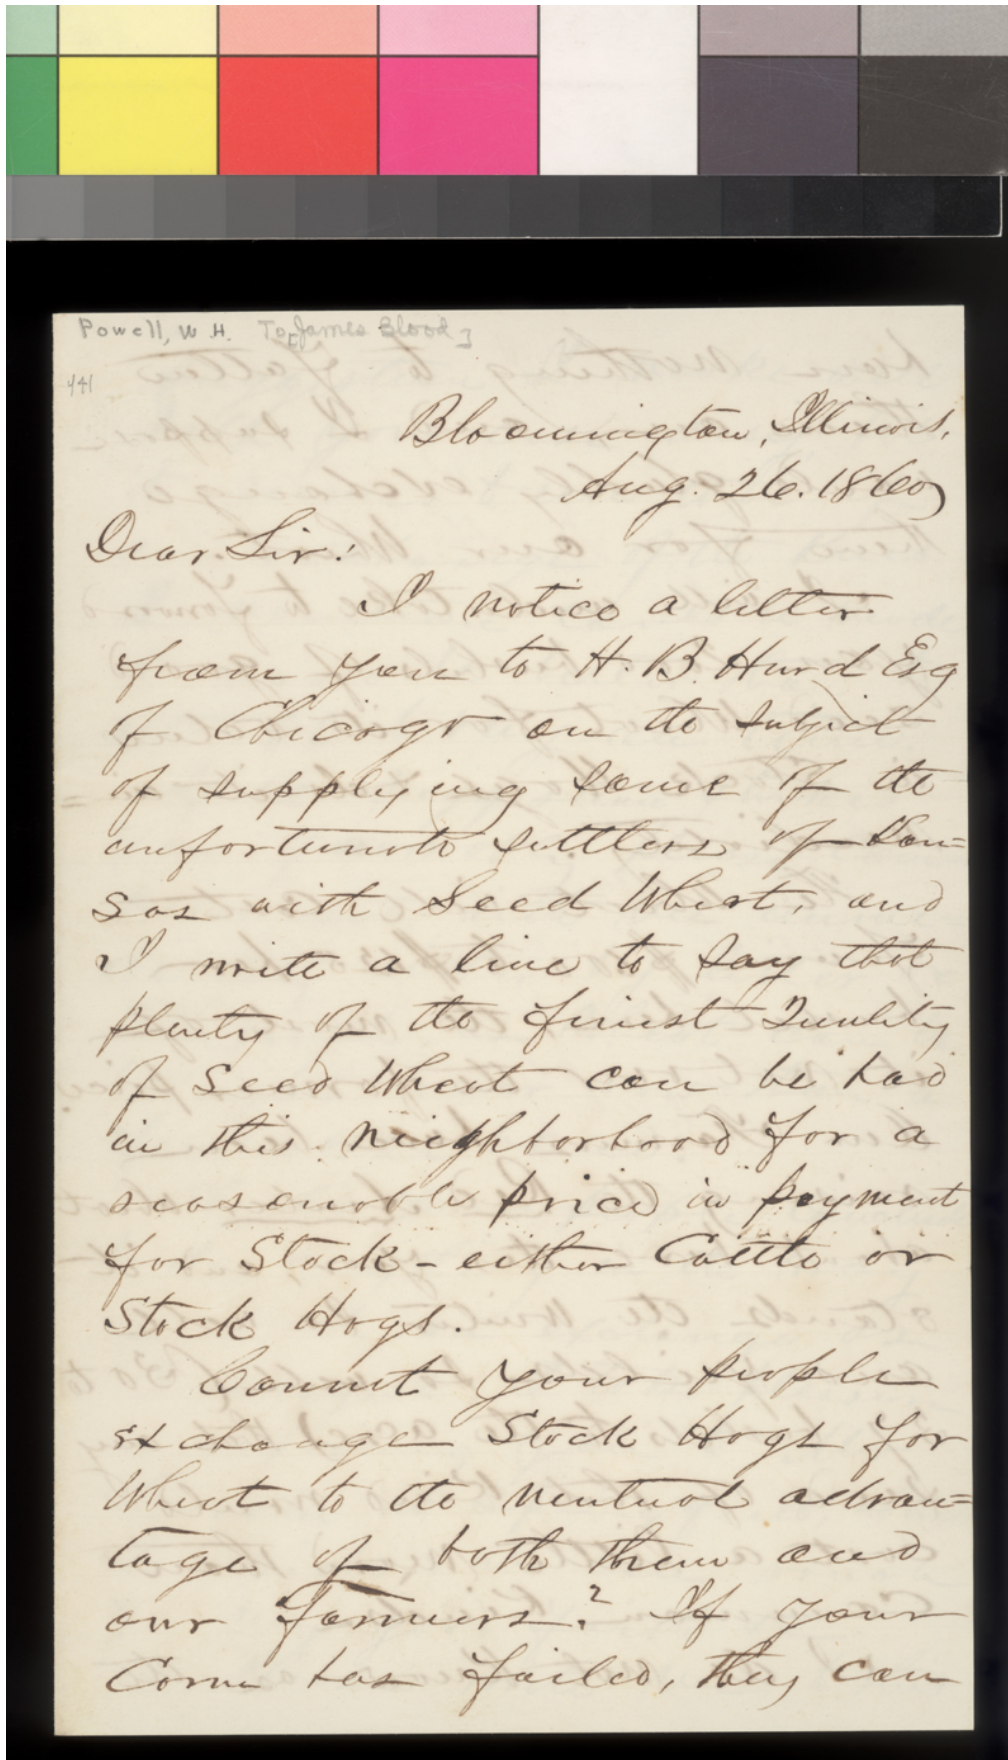 Powell, W. H. To [James Blood]
441
Bloomington, Illinois,
Aug. 26. 1860
Dear Sir:
I notice a letter
from you to H. B. Hurd Esq
of Chicago on the subject
of supplying some of the
unfortunate settlers of Kan=
sas with Seed Wheat, and
I write a line to say that
plenty of the finest Quality
of Seed Wheat can be had
in this neighborhood for a
reasonable price in payment
for Stock - either Cattle or
Stock Hogs.
Cannot your people
exchange Stock Hogs for
Wheat to the mutual advan=
tage of both them and
our farmers? If your
Corn has failed, they can